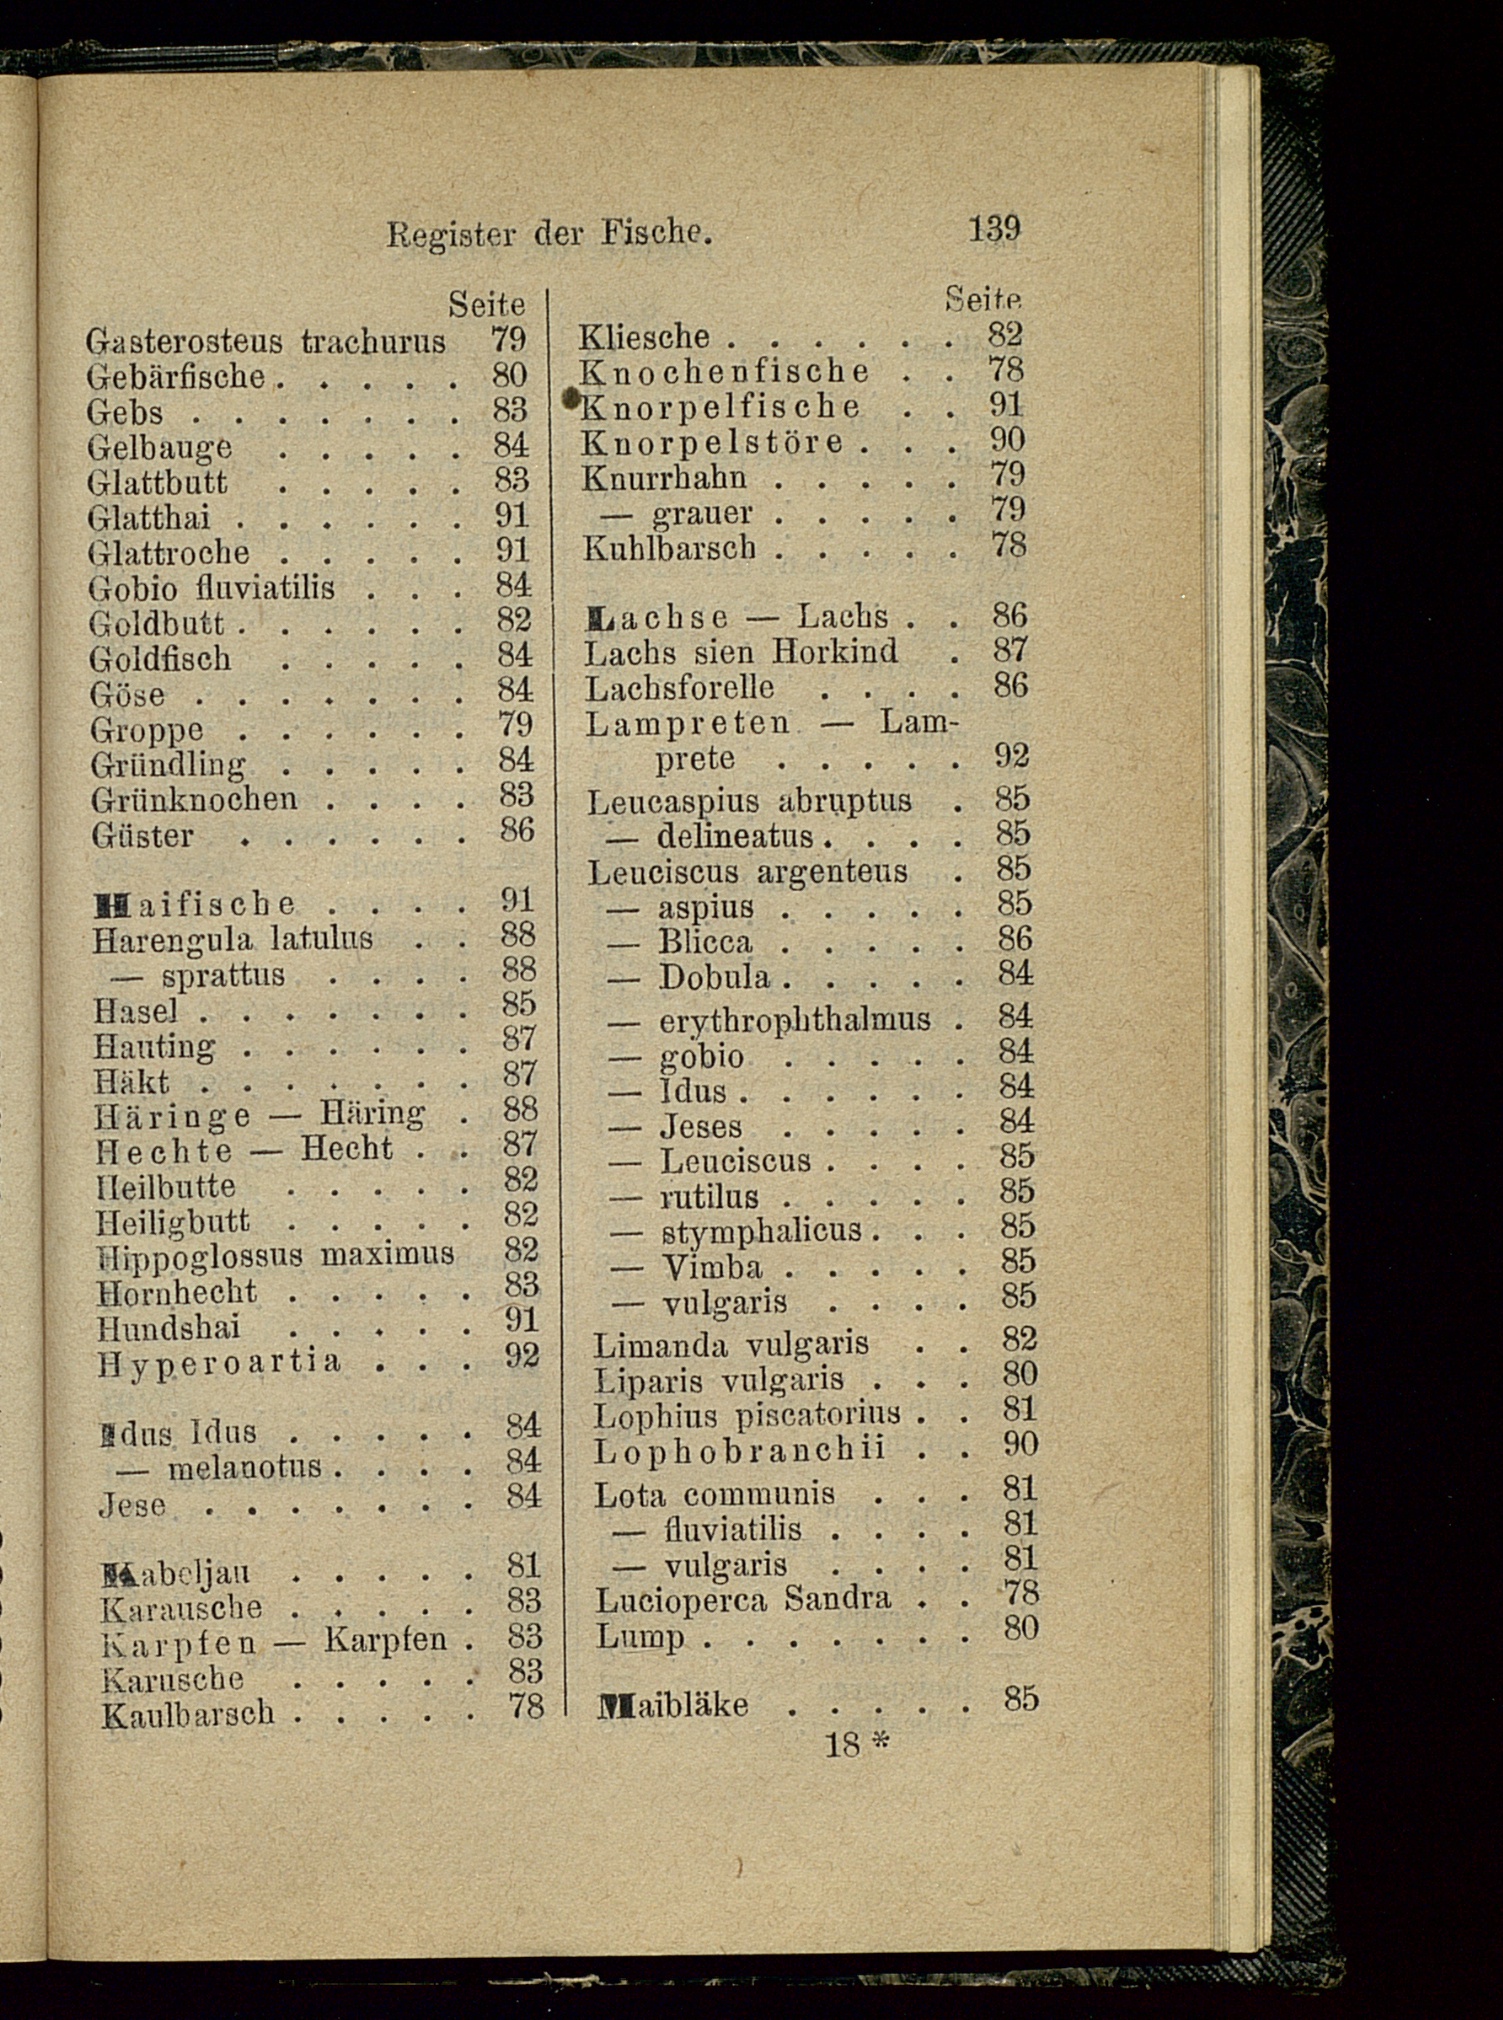 Register der Fische. 139
Seite
Gasterosteus trachurus 79
Gebärfische . . . . . 80
Gebs . . . . . . . 83
Gelbauge . . . . . 84
Glattbutt . . . . . 83
Glatthai . . . . . . 91
Glattroche . . . . . 91
Gobio fluviatilis . . . 84
Goldbutt . . . . . . 82
Goldfisch . . . . . 84
Göse . . . . . . . 84
Groppe . . . . . . 79
Gründling . . . . . 84
Grünknochen . . . . 83
Güster . . . . . . 86
Haifische . . . . 91
Harengula latulus . . 88
— sprattus . . . . 88
Hasel . . . . . . . 85
Hauting . . . . . . 87
Häkt . . . . . . . 87
Häringe — Häring . 88
Hechte — Hecht . . 87
Heilbutte . . . . . 82
Heiligbutt . . . . . 82
Hippoglossus maximus 82
Hornhecht . . . . . 83
Hundshai . . . . . 91
Hyperoartia . . . 92
Idus Idus . . . . . 84
— melanotus . . . . 84
Jese . . . . . . . 84
Kabeljau . . . . . 81
Karausche . . . . . 83
Karpfen — Karpfen . 83
Karusche . . . . . 83
Kaulbarsch . . . . . 78
Seite
Kliesche . . . . . . 82
Knochenfische . . 78
Knorpelfische . . 91
Knorpelstöre . . . 90
Knurrhahn . . . . . 79
— grauer . . . . . 79
Kuhlbarsch . . . . . 78
Lachse — Lachs . . 86
Lachs sien Horkind . 87
Lachsforelle . . . . 86
Lampreten — Lam-
prete . . . . . 92
Leucaspius abruptus . 85
— delineatus . . . . 85
Leuciscus argenteus . 85
— aspius . . . . . 85
— Blicca . . . . . 86
— Dobula . . . . . 84
— erythrophthalmus . 84
— gobio . . . . . 84
— Idus . . . . . . 84
— Jeses . . . . . 84
— Leuciscus . . . . 85
— rutilus . . . . . 85
— stymphalicus . . . 85
— Vimba . . . . . 85
— vulgaris . . . . 85
Limanda vulgaris . . 82
Liparis vulgaris . . . 80
Lophius piscatorius . . 81
Lophobranchii . . 90
Lota communis . . . 81
— fluviatilis . . . . 81
— vulgaris . . . . 81
Lucioperca Sandra . . 78
Lump . . . . . . . 80
Maibläke . . . . . 85
18 *